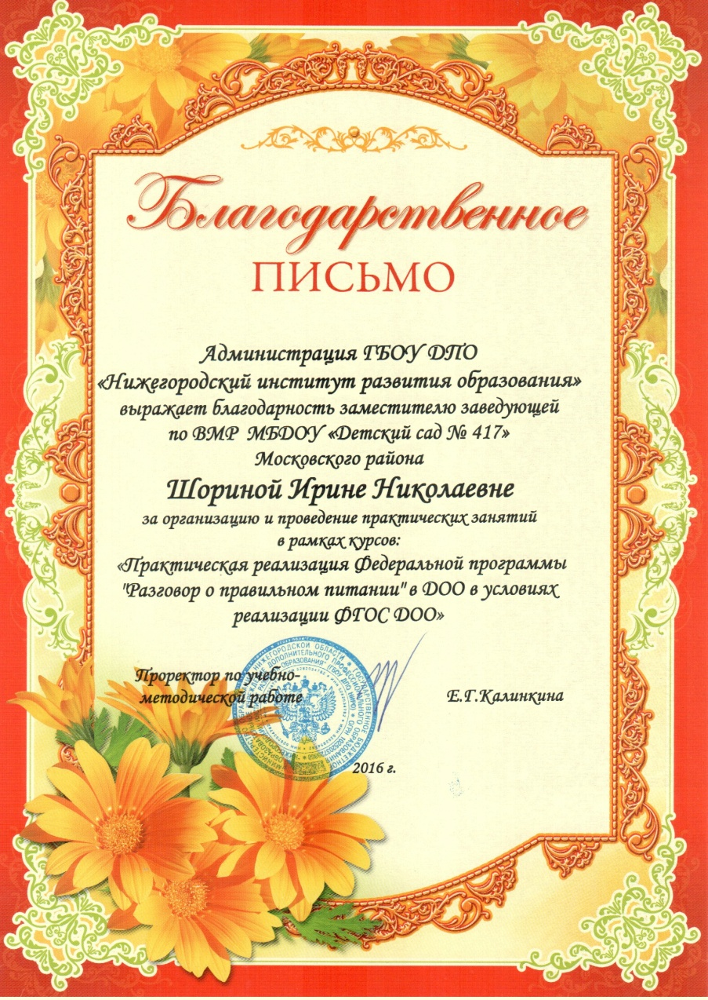 Благодарственное
ПИСЬМО
Администрация ГБОУ ДПО
«Нижегородский институт развития образования»
выражает благодарность заместителю заведующей
по ВМР МБДОУ «Детский сад № 417»
Московского района
Шориной Ирине Николаевне
за организацию и проведение практических занятий
в рамках курсов:
«Практическая реализация Федеральной программы
"Разговор о правильном питании" в ДОО в условиях
реализации ФГОС ДОО»
Проректор по учебно-
методической работе
Е.Г.Калинкина
2016 г.